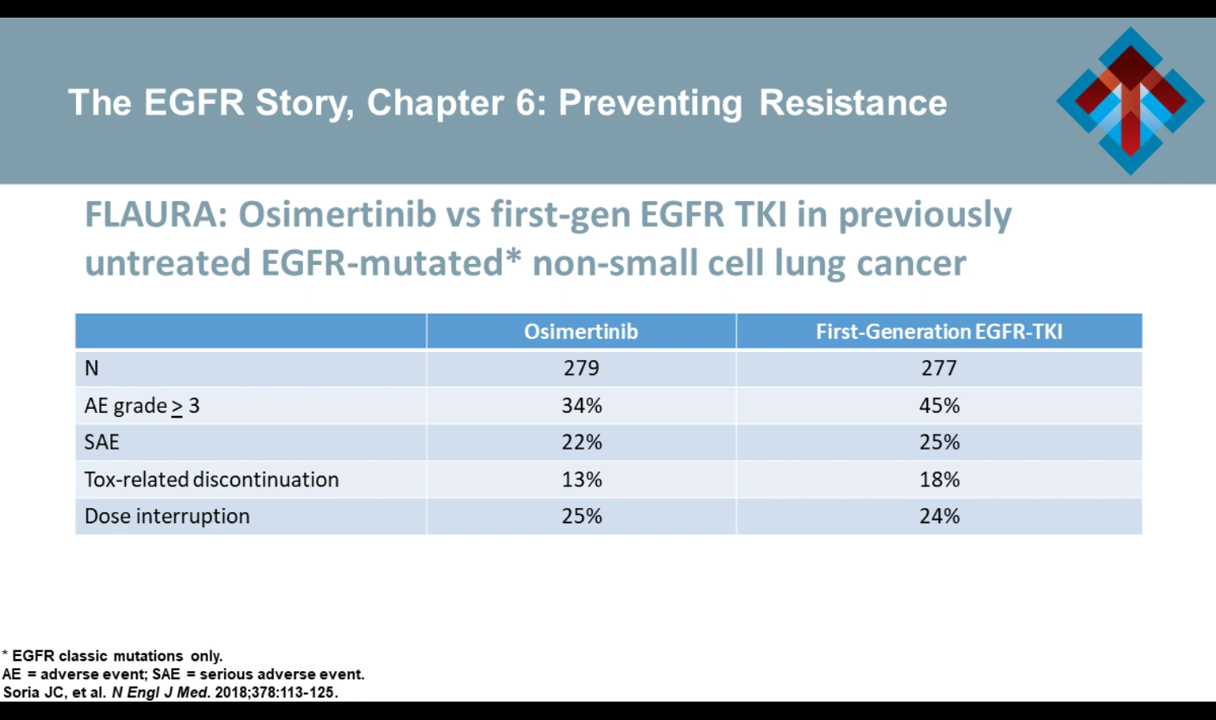 The EGFR Story, Chapter 6: Preventing Resistance
FLAURA: Osimertinib vs first-gen EGFR TKI in previously
untreated EGFR-mutated* non-small cell lung cancer
Osimertinib First-Generation EGFR-TKI
N 279 277
AE grade ≥ 3 34% 45%
SAE 22% 25%
Tox-related discontinuation 13% 18%
Dose interruption 25% 24%
* EGFR classic mutations only.
AE = adverse event; SAE = serious adverse event.
Soria JC, et al. N Engl J Med. 2018;378:113-125.